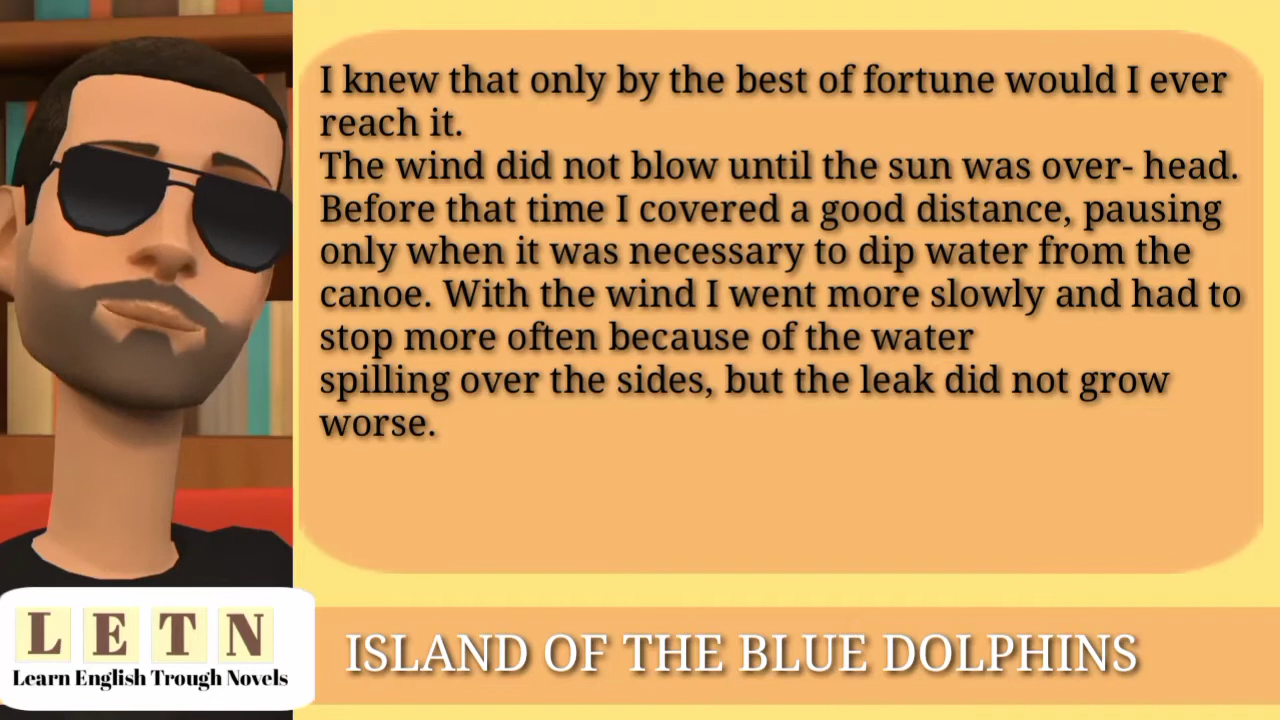 I knew that only by the best of fortune would I ever
reach it.
The wind did not blow until the sun was over- head.
Before that time I covered a good distance, pausing
only when it was necessary to dip water from the
canoe. With the wind I went more slowly and had to
stop more often because of the water
spilling over the sides, but the leak did not grow
worse.
L E T N
Learn English Trough Novels
ISLAND OF THE BLUE DOLPHINS